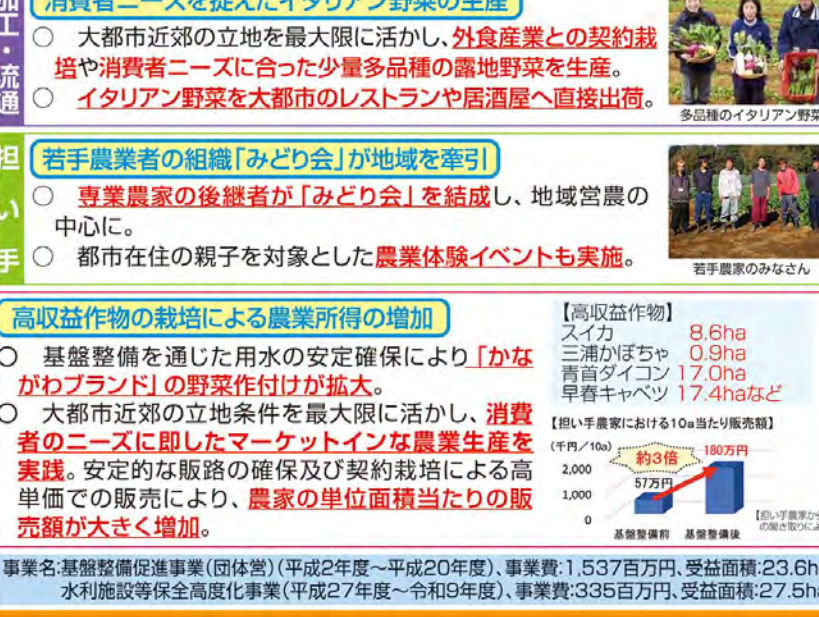 加工・流通
消費者ニーズを捉えたイタリアン野菜の生産
○ 大都市近郊の立地を最大限に活かし、外食産業との契約栽
培や消費者ニーズに合った少量多品種の露地野菜を生産。
○ イタリアン野菜を大都市のレストランや居酒屋へ直接出荷。
多品種のイタリアン野菜
担い手
若手農業者の組織「みどり会」が地域を牽引
○ 専業農家の後継者が「みどり会」を結成し、地域営農の
中心に。
○ 都市在住の親子を対象とした農業体験イベントも実施。
若手農家のみなさん
高収益作物の栽培による農業所得の増加
○ 基盤整備を通じた用水の安定確保により「かな
がわブランド」の野菜作付けが拡大。
○ 大都市近郊の立地条件を最大限に活かし、消費
者のニーズに即したマーケットインな農業生産を
実践。安定的な販路の確保及び契約栽培による高
単価での販売により、農家の単位面積当たりの販
売額が大きく増加。
【高収益作物】
スイカ 8.6ha
三浦かぼちゃ 0.9ha
青首ダイコン 17.0ha
早春キャベツ 17.4haなど
【担い手農家における10a当たり販売額】
(千円/10a)
2,000
1,000
0
約3倍
57万円
180万円
基盤整備前 基盤整備後
【担い手農家か
の聞き取りによ
事業名:基盤整備促進事業(団体営)(平成2年度～平成20年度)、事業費:1,537百万円、受益面積:23.6h
水利施設等保全高度化事業(平成27年度～令和9年度)、事業費:335百万円、受益面積:27.5ha